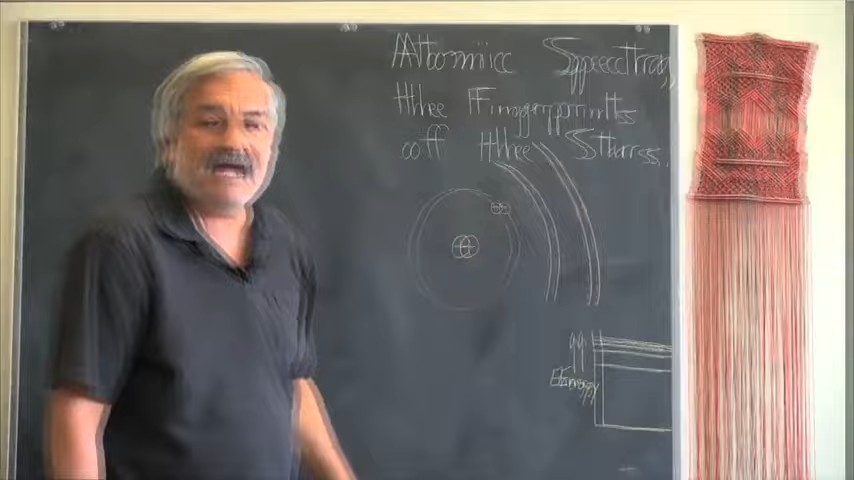 Atomic Spectra,
the Fingerprints
of the Stars.
+
-
Energy